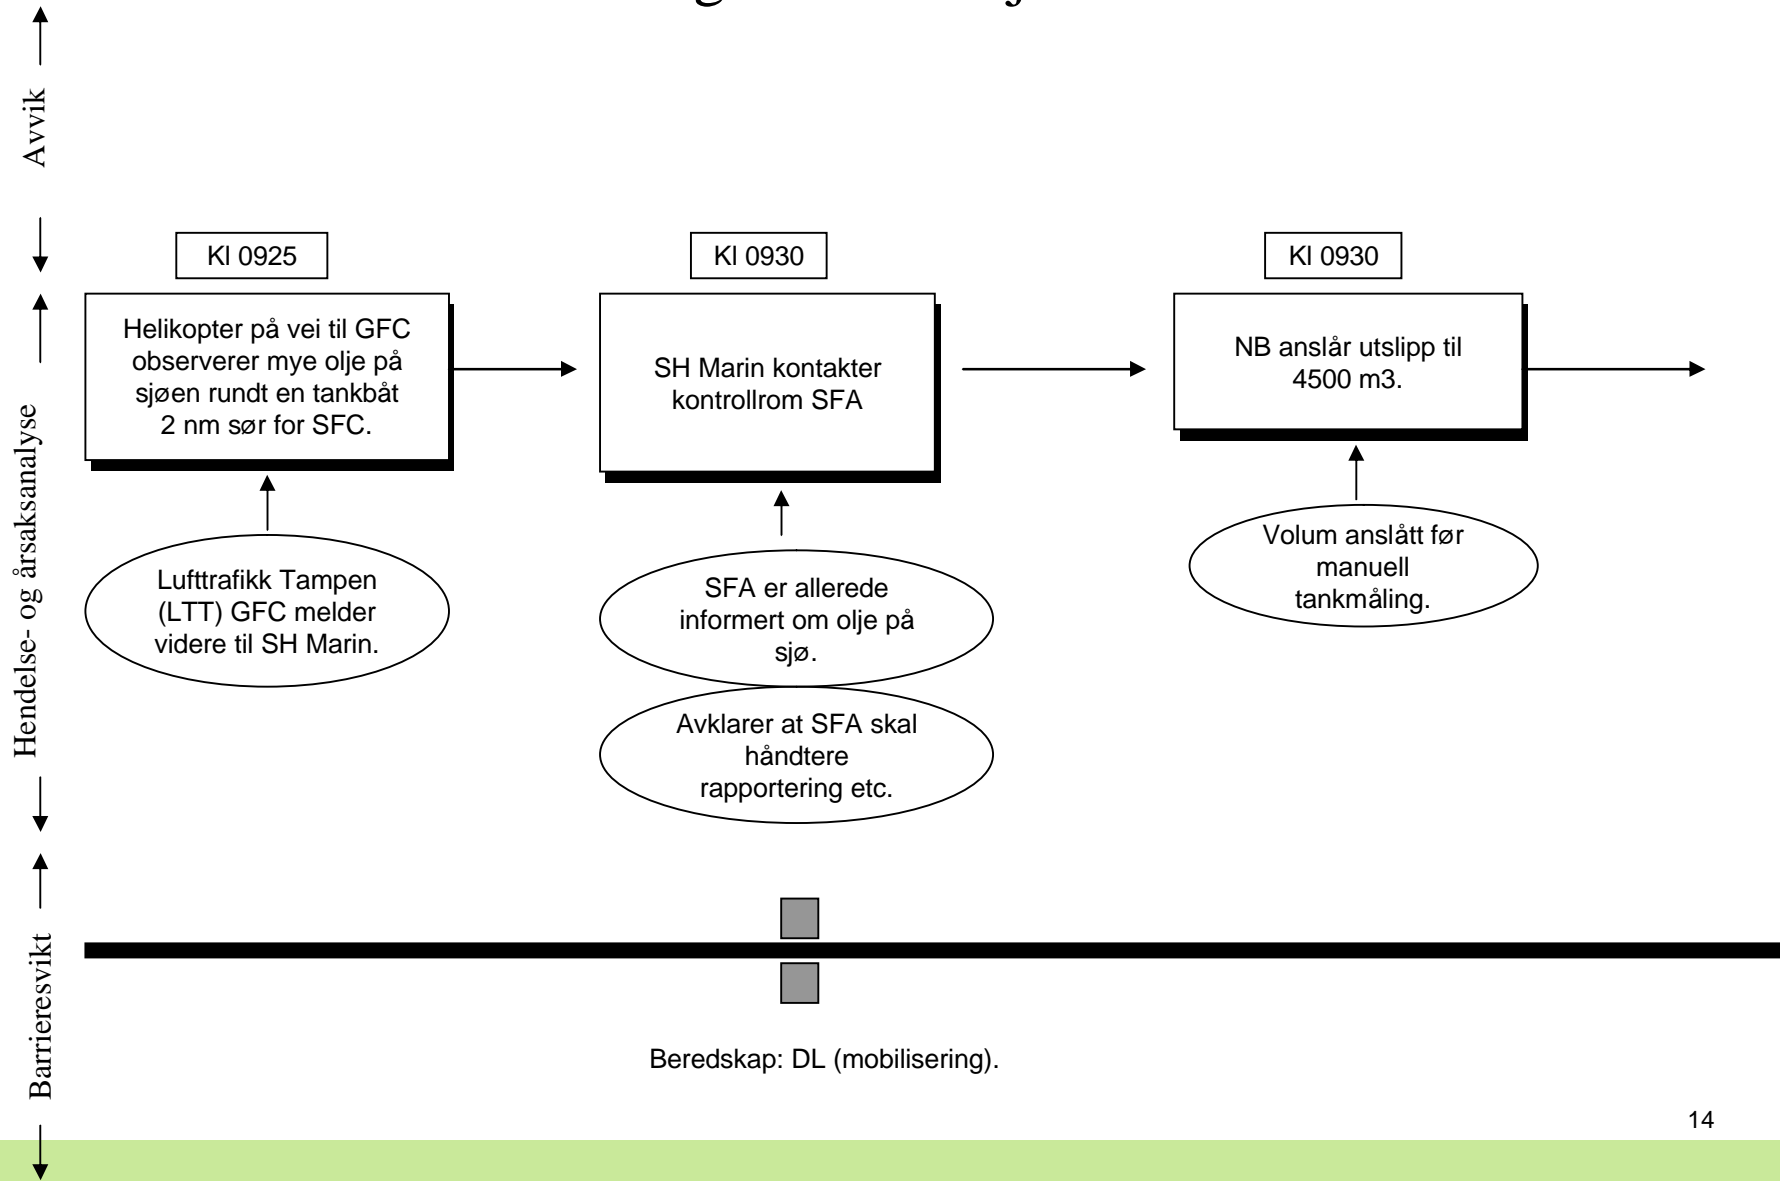 Avvik
Hendelse- og årsaksanalyse
Barrieresvikt
Kl 0925
Helikopter på vei til GFC
observerer mye olje på
sjøen rundt en tankbåt
2 nm sør for SFC.
Lufttrafikk Tampen
(LTT) GFC melder
videre til SH Marin.
Kl 0930
SH Marin kontakter
kontrollrom SFA
SFA er allerede
informert om olje på
sjø.
Avklarer at SFA skal
håndtere
rapportering etc.
Kl 0930
NB anslår utslipp til
4500 m3.
Volum anslått før
manuell
tankmåling.
Beredskap: DL (mobilisering).
14